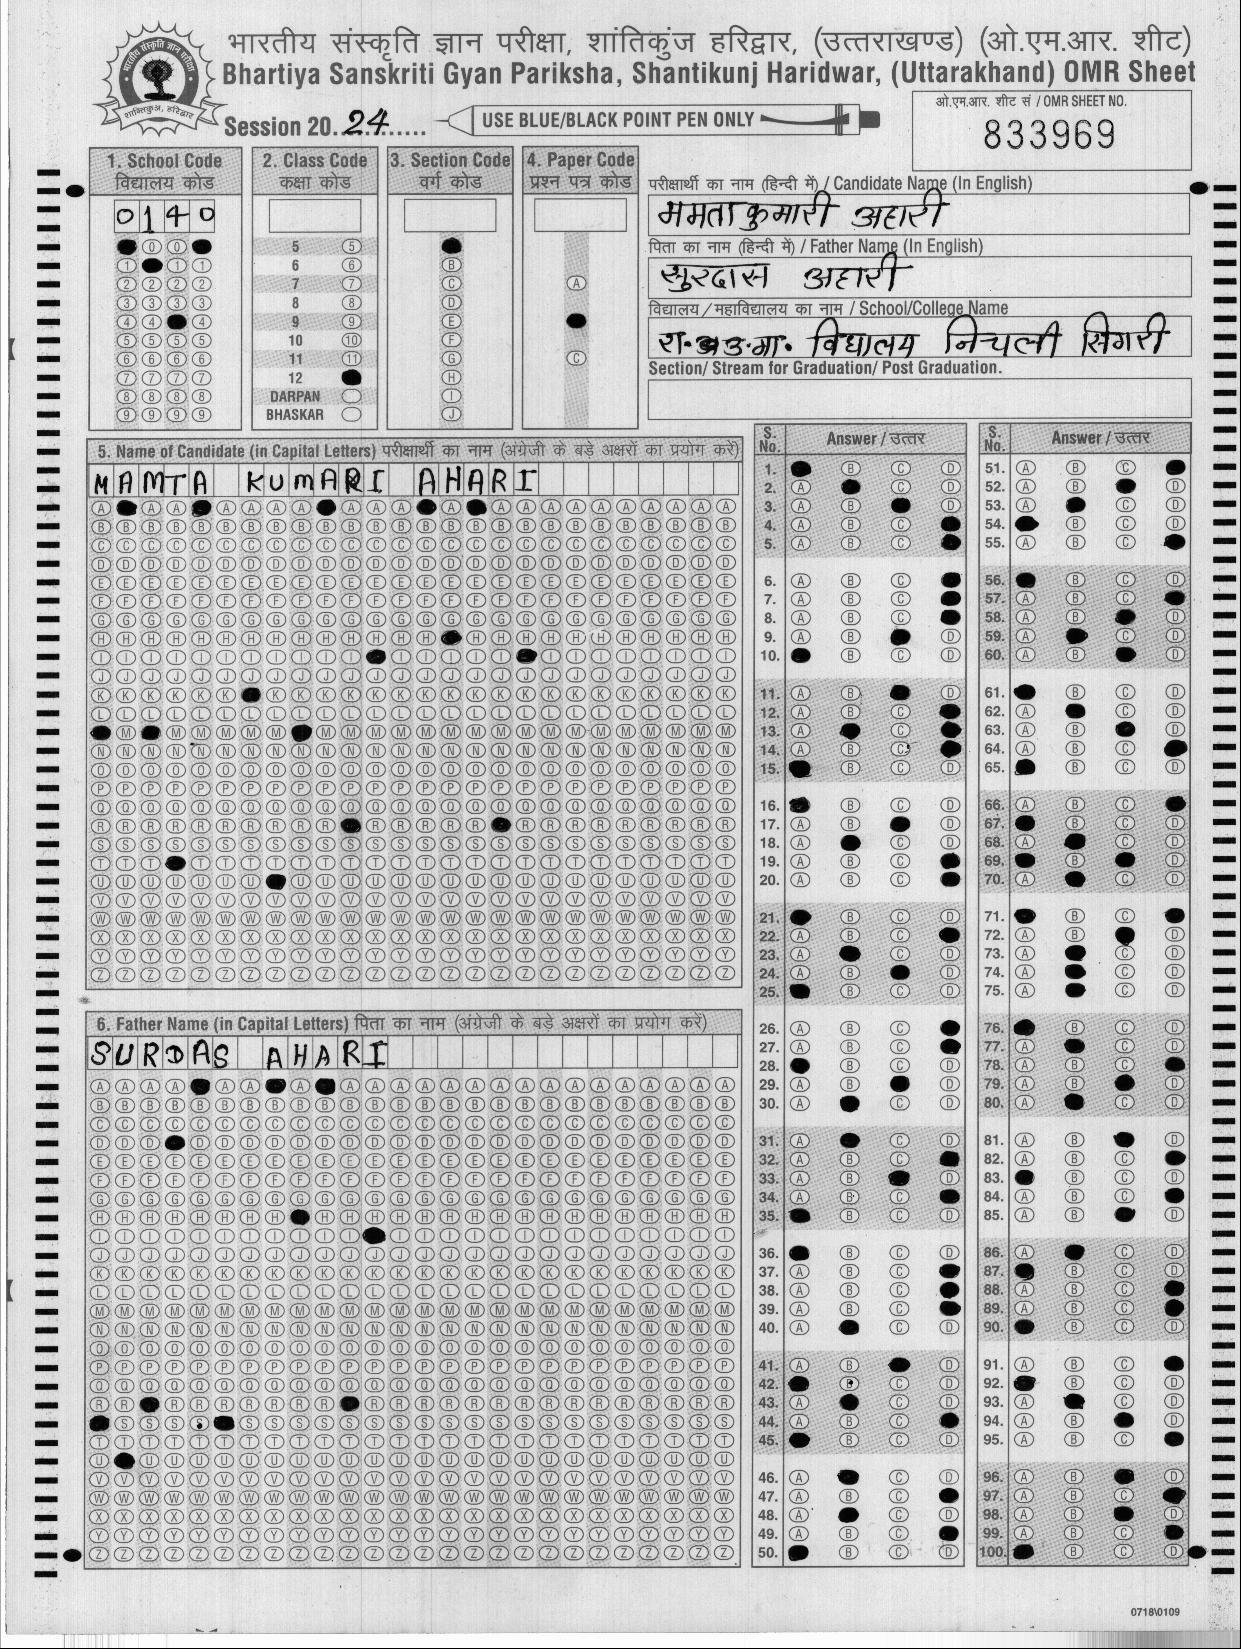 भारतीय संस्कृति ज्ञान परीक्षा, शांतिकुंज हरिद्वार, (उत्तराखण्ड) (ओ.एम.आर. शीट)
Bhartiya Sanskriti Gyan Pariksha, Shantikunj Haridwar, (Uttarakhand) OMR Sheet
Session 2024
USE BLUE/BLACK POINT PEN ONLY
ओ.एम.आर. शीट सं / OMR SHEET NO.
833969
1. School Code
विद्यालय कोड
0140
2. Class Code
कक्षा कोड
5
6
7
8
9
10
11
12
DARPAN
BHASKAR
3. Section Code
वर्ग कोड
4. Paper Code
प्रश्न पत्र कोड
परीक्षार्थी का नाम (हिन्दी में) / Candidate Name (In English)
ममता कुमारी अहारी
पिता का नाम (हिन्दी में) / Father Name (In English)
सुरदास अहारी
विद्यालय/महाविद्यालय का नाम / School/College Name
विद्यालय निचली सिगरी
Section/ Stream for Graduation/ Post Graduation.
5. Name of Candidate (in Capital Letters) परीक्षार्थी का नाम (अंग्रेजी के बड़े अक्षरों का प्रयोग करें)
MAMTA KUMARI AHARI
6. Father Name (in Capital Letters) पिता का नाम (अंग्रेजी के बड़े अक्षरों का प्रयोग करें)
SURDAS AHARI
S. No. Answer / उत्तर
S. No. Answer / उत्तर
0718\0109